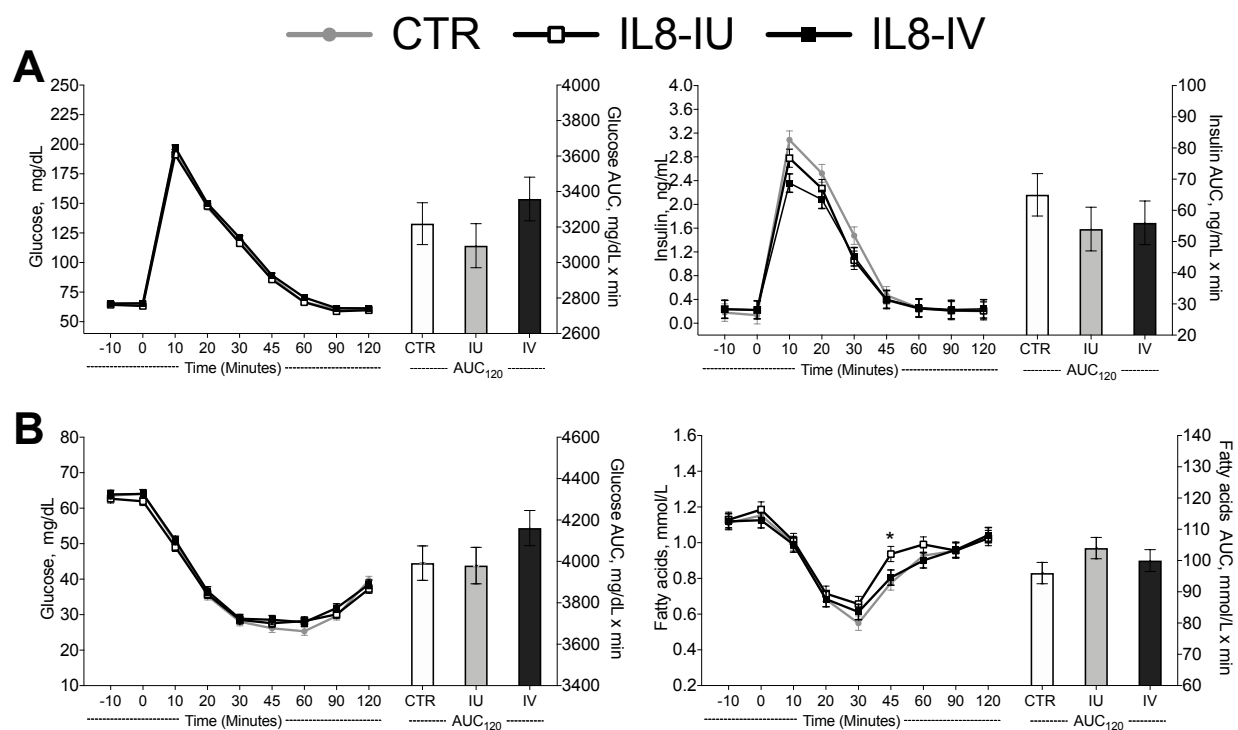 CTR IL8-IU IL8-IV
A
Glucose, mg/dL
250
225
200
175
150
125
100
75
50
-10 0 10 20 30 45 60 90 120
Time (Minutes)
CTR IU IV
AUC120
4000
3800
3600
3400
3200
3000
2800
2600
Glucose AUC, mg/dL x min
Insulin, ng/mL
4.0
3.6
3.2
2.8
2.4
2.0
1.6
1.2
0.8
0.4
0.0
-10 0 10 20 30 45 60 90 120
Time (Minutes)
CTR IU IV
AUC120
100
90
80
70
60
50
40
30
20
Insulin AUC, ng/mL x min
B
Glucose, mg/dL
80
70
60
50
40
30
20
10
-10 0 10 20 30 45 60 90 120
Time (Minutes)
CTR IU IV
AUC120
4600
4400
4200
4000
3800
3600
3400
Glucose AUC, mg/dL x min
Fatty acids, mmol/L
1.6
1.4
1.2
1.0
0.8
0.6
0.4
0.2
*
-10 0 10 20 30 45 60 90 120
Time (Minutes)
CTR IU IV
AUC120
140
130
120
110
100
90
80
70
60
Fatty acids AUC, mmol/L x min